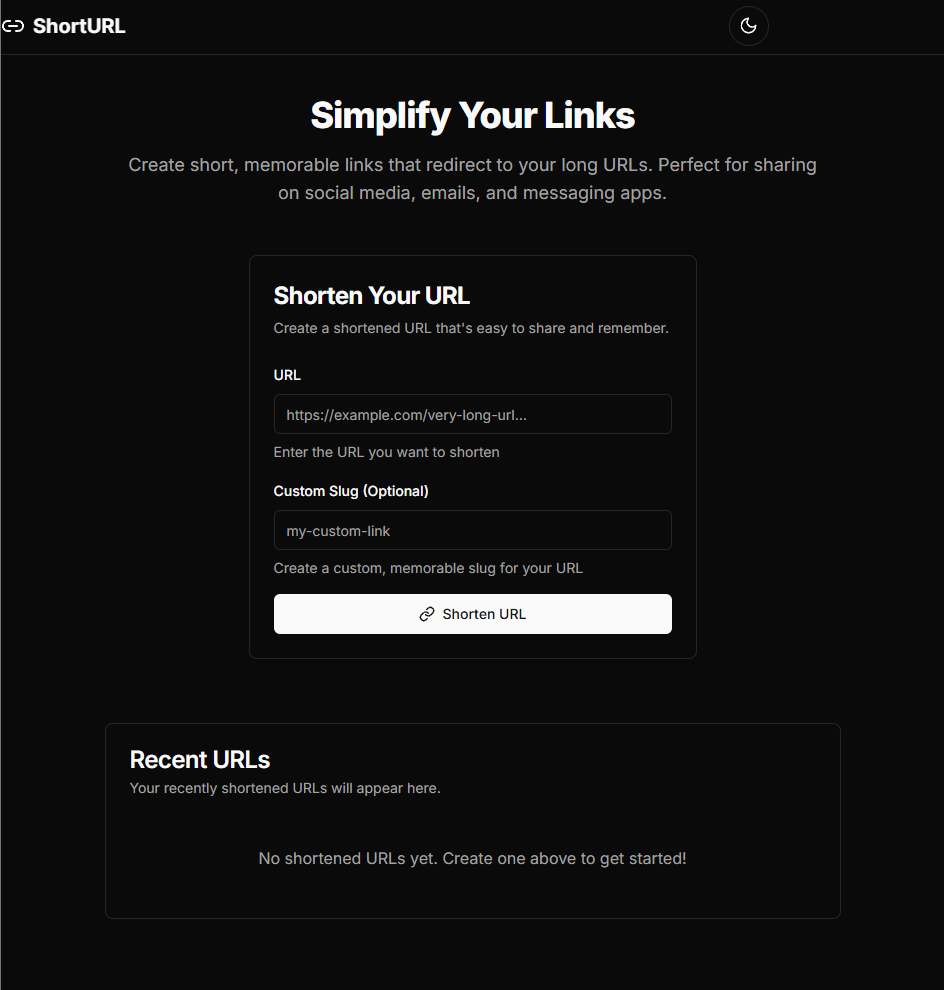 ShortURL
Simplify Your Links
Create short, memorable links that redirect to your long URLs. Perfect for sharing
on social media, emails, and messaging apps.
Shorten Your URL
Create a shortened URL that's easy to share and remember.
URL
https://example.com/very-long-url...
Enter the URL you want to shorten
Custom Slug (Optional)
my-custom-link
Create a custom, memorable slug for your URL
Shorten URL
Recent URLs
Your recently shortened URLs will appear here.
No shortened URLs yet. Create one above to get started!